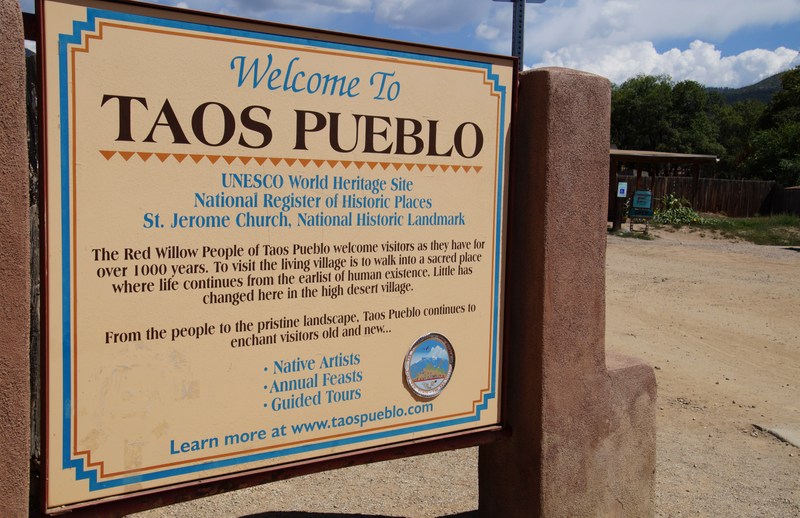 Welcome To
TAOS PUEBLO
UNESCO World Heritage Site
National Register of Historic Places
St. Jerome Church, National Historic Landmark
The Red Willow People of Taos Pueblo welcome visitors as they have for
over 1000 years. To visit the living village is to walk into a sacred place
where life continues from the earlist of human existence. Little has
changed here in the high desert village.
From the people to the pristine landscape, Taos Pueblo continues to
enchant visitors old and new...
· Native Artists
· Annual Feasts
· Guided Tours
Learn more at www.taospueblo.com